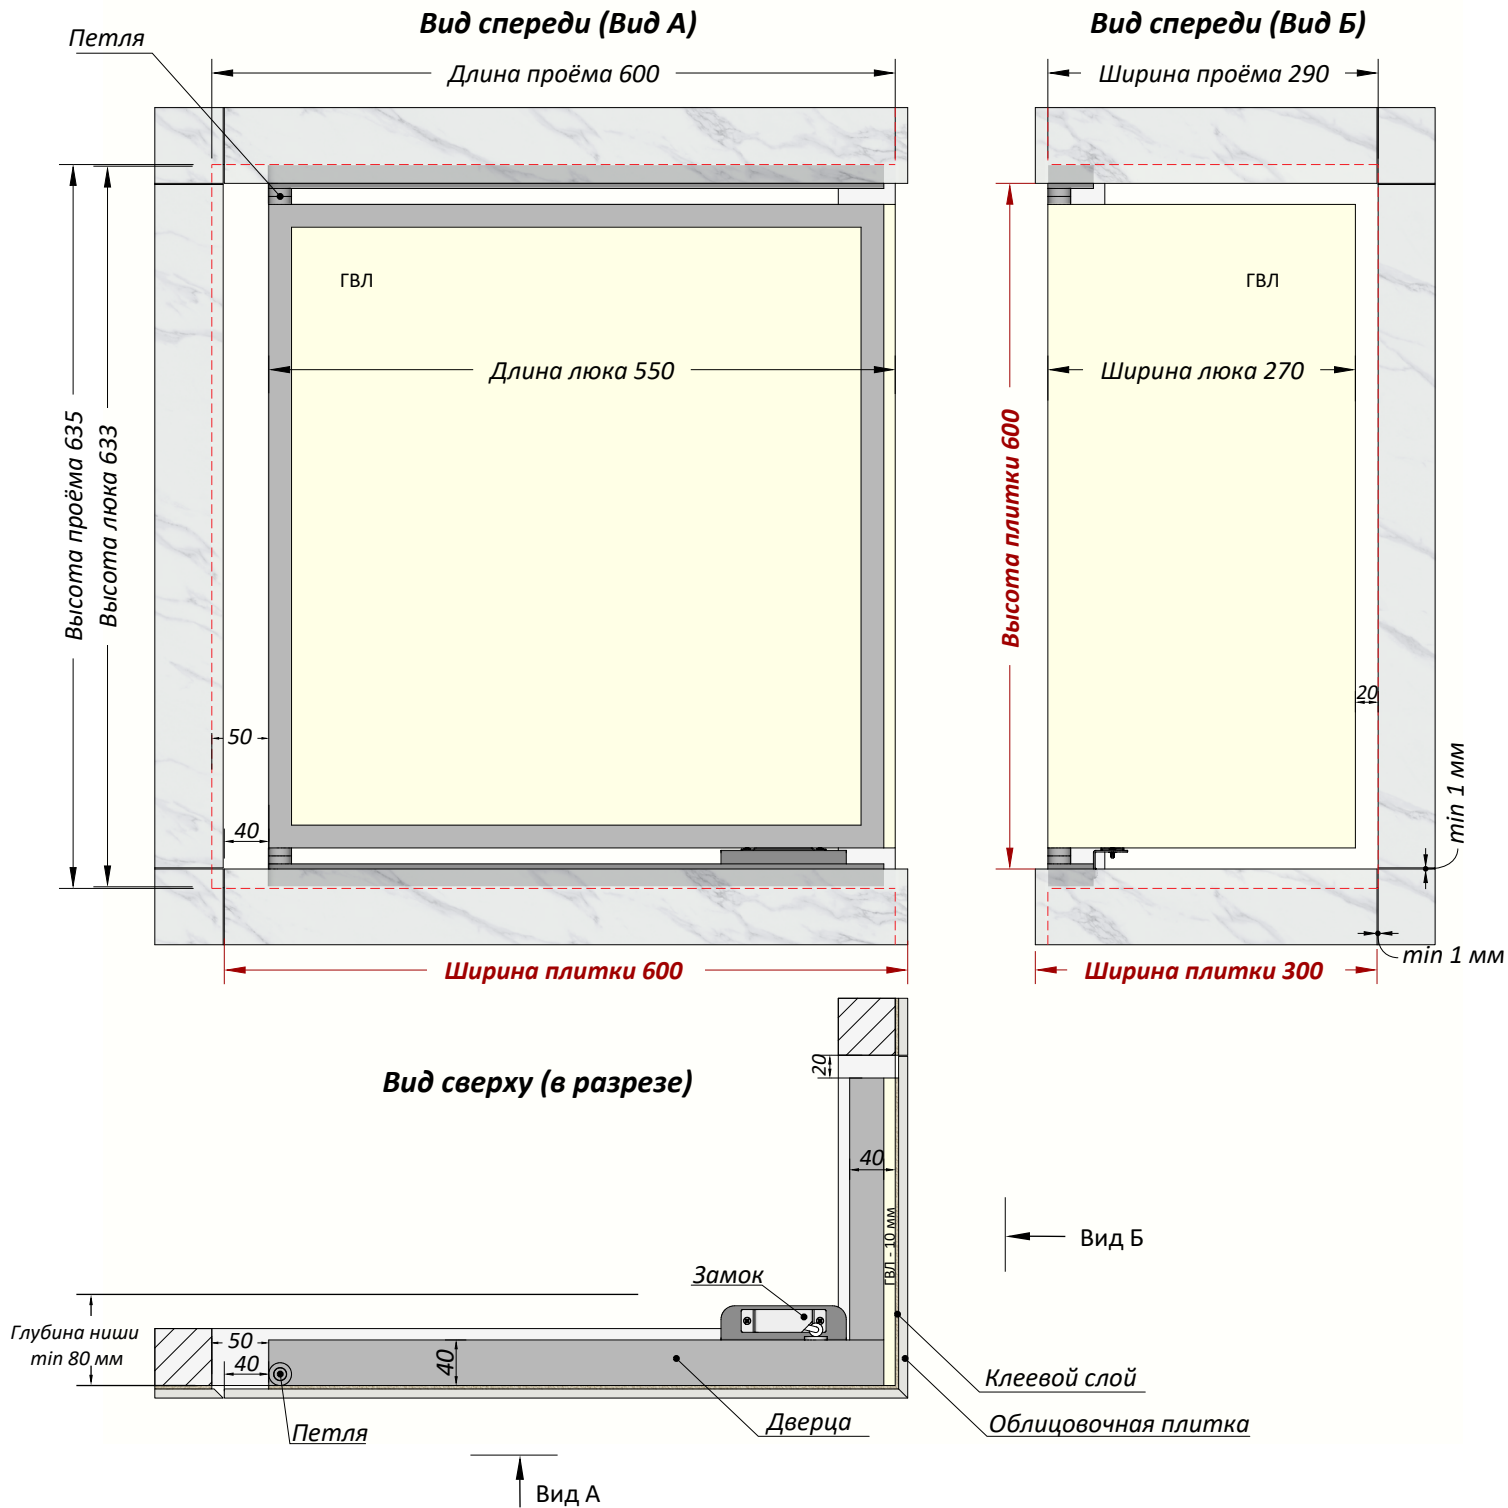 Вид спереди (Вид А)
Вид спереди (Вид Б)
Петля
Длина проёма 600
Ширина проёма 290
ГВЛ
ГВЛ
Длина люка 550
Ширина люка 270
Высота проёма 635
Высота люка 633
Высота плитки 600
20
50
40
min 1 мм
min 1 мм
Ширина плитки 600
Ширина плитки 300
Вид сверху (в разрезе)
20
40
ГВЛ - 10 мм
Вид Б
Замок
Глубина ниши
min 80 мм
50
40
40
Клеевой слой
Облицовочная плитка
Дверца
Петля
Вид А